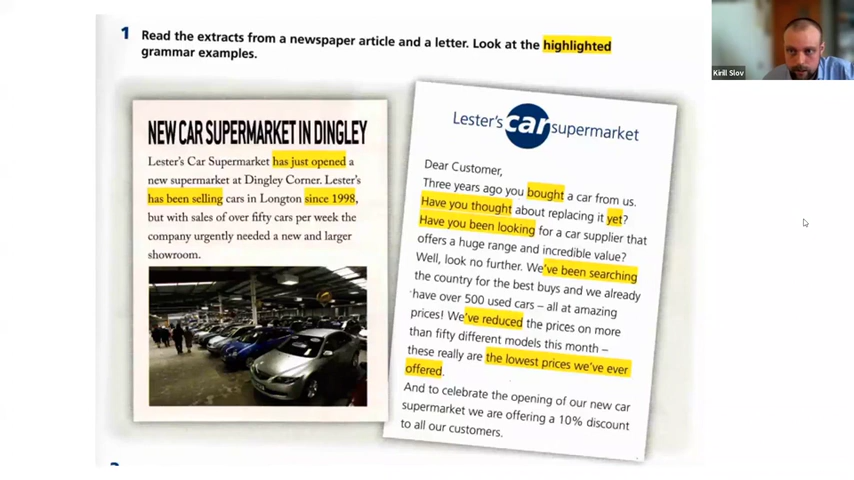 1 Read the extracts from a newspaper article and a letter. Look at the highlighted
grammar examples.
NEW CAR SUPERMARKET IN DINGLEY
Lester's Car Supermarket has just opened a
new supermarket at Dingley Corner. Lester's
has been selling cars in Longton since 1998,
but with sales of over fifty cars per week the
company urgently needed a new and larger
showroom.
Lester's car supermarket
Dear Customer,
Three years ago you bought a car from us.
Have you thought about replacing it yet?
Have you been looking for a car supplier that
offers a huge range and incredible value?
Well, look no further. We've been searching
the country for the best buys and we already
have over 500 used cars – all at amazing
prices! We've reduced the prices on more
than fifty different models this month –
these really are the lowest prices we've ever
offered.
And to celebrate the opening of our new car
supermarket we are offering a 10% discount
to all our customers.
Kirill Slov